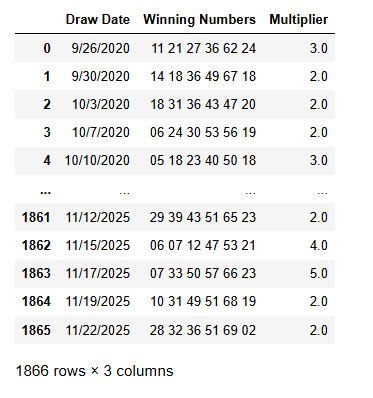 Draw Date Winning Numbers Multiplier
0 9/26/2020 11 21 27 36 62 24 3.0
1 9/30/2020 14 18 36 49 67 18 2.0
2 10/3/2020 18 31 36 43 47 20 2.0
3 10/7/2020 06 24 30 53 56 19 2.0
4 10/10/2020 05 18 23 40 50 18 3.0
... ... ... ...
1861 11/12/2025 29 39 43 51 65 23 2.0
1862 11/15/2025 06 07 12 47 53 21 4.0
1863 11/17/2025 07 33 50 57 66 23 5.0
1864 11/19/2025 10 31 49 51 68 19 2.0
1865 11/22/2025 28 32 36 51 69 02 2.0
1866 rows × 3 columns